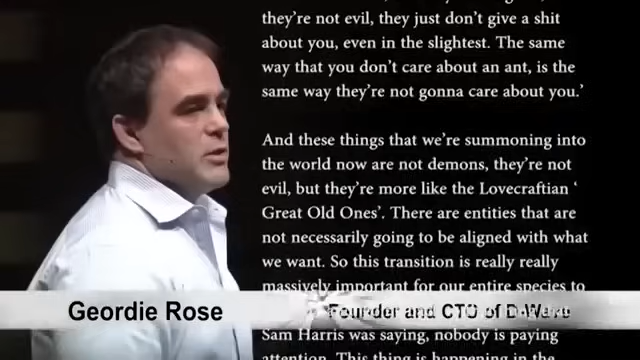 they're not evil, they just don't give a shit
about you, even in the slightest. The same
way that you don't care about an ant, is the
same way they're not gonna care about you.'
And these things that we're summoning into
the world now are not demons, they're not
evil, but they're more like the Lovecraftian '
Great Old Ones'. There are entities that are
not necessarily going to be aligned with what
we want. So this transition is really really
massively important for our entire species to
Geordie Rose
Founder and CTO of D-Wave
Sam Harris was saying, nobody is paying
attention. This thing is happening in the